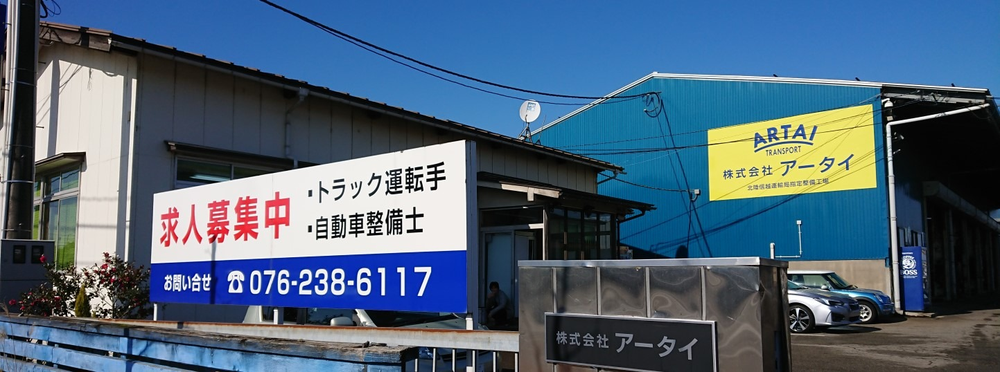 求人募集中
・トラック運転手
・自動車整備士
お問い合せ ☎076-238-6117
ARTAI
TRANSPORT
株式会社 アータイ
北陸信越運輸局指定整備工場
株式会社 アータイ
BOSS